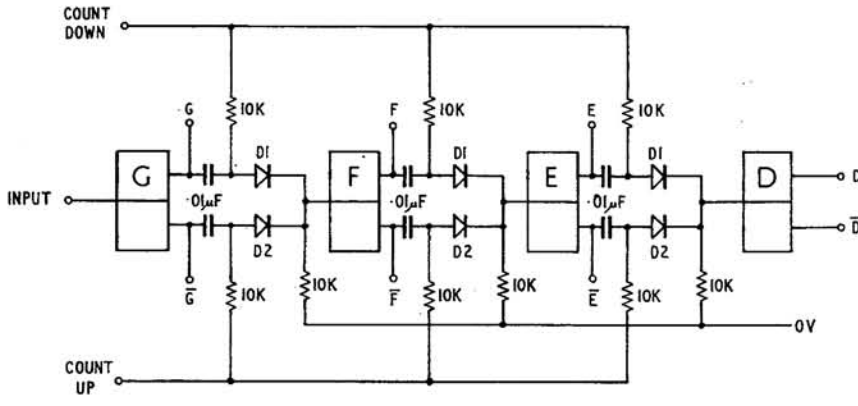 COUNT
DOWN
G
10K
F
10K
E
10K
D1
D1
D1
G
F
E
D
D
INPUT
·01µF
·01µF
·01µF
D̅
D2
D2
D2
G̅
10K
10K
F̅
10K
10K
E̅
10K
10K
0V
COUNT
UP